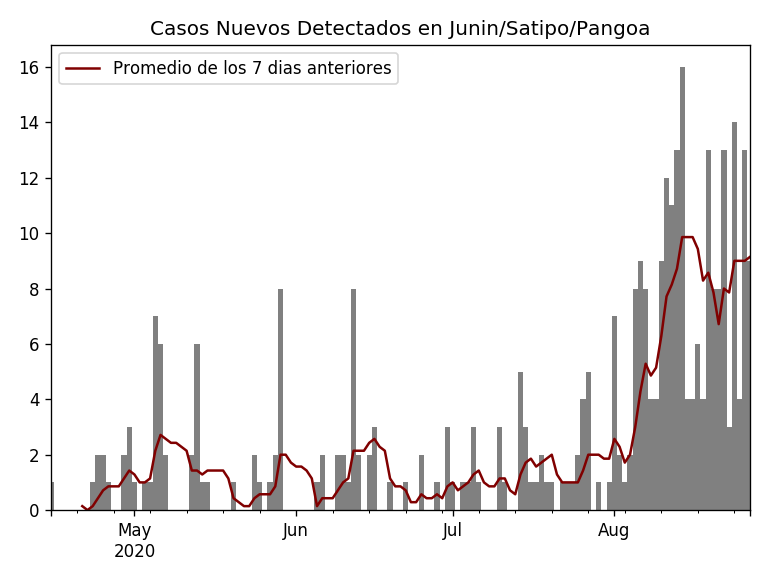 Casos Nuevos Detectados en Junin/Satipo/Pangoa
Promedio de los 7 dias anteriores
16
14
12
10
8
6
4
2
0
May
2020
Jun
Jul
Aug